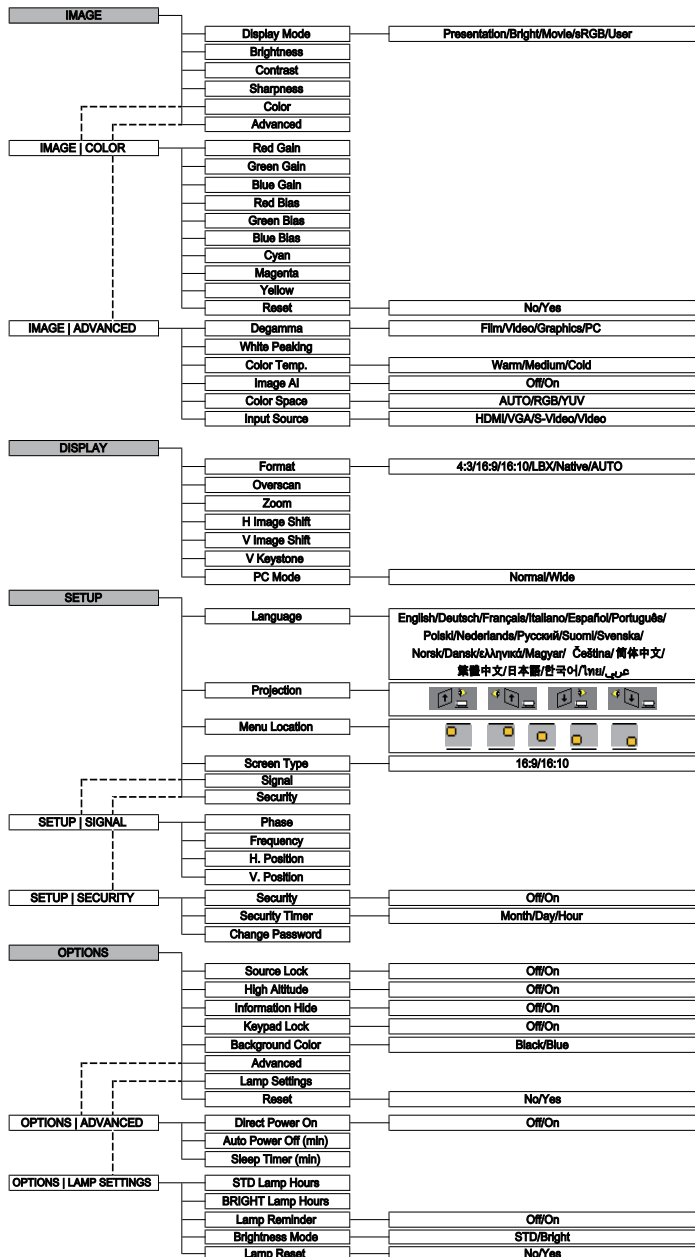 IMAGE
Display Mode Presentation/Bright/Movie/sRGB/User
Brightness
Contrast
Sharpness
Color
Advanced
IMAGE | COLOR Red Gain
Green Gain
Blue Gain
Red Bias
Green Bias
Blue Bias
Cyan
Magenta
Yellow
Reset No/Yes
IMAGE | ADVANCED Degamma Film/Video/Graphics/PC
White Peaking
Color Temp. Warm/Medium/Cold
Image AI Off/On
Color Space AUTO/RGB/YUV
Input Source HDMI/VGA/S-Video/Video
DISPLAY
Format 4:3/16:9/16:10/LBX/Native/AUTO
Overscan
Zoom
H Image Shift
V Image Shift
V Keystone
PC Mode Normal/Wide
SETUP
Language English/Deutsch/Français/Italiano/Español/Português/
Polski/Nederlands/Русский/Suomi/Svenska/
Norsk/Dansk/ελληνικά/Magyar/ Čeština/ 简体中文/
繁體中文/日本語/한국어/ไทย/عربي
Projection
Menu Location
Screen Type 16:9/16:10
Signal
Security
SETUP | SIGNAL Phase
Frequency
H. Position
V. Position
SETUP | SECURITY Security Off/On
Security Timer Month/Day/Hour
Change Password
OPTIONS
Source Lock Off/On
High Altitude Off/On
Information Hide Off/On
Keypad Lock Off/On
Background Color Black/Blue
Advanced
Lamp Settings
Reset No/Yes
OPTIONS | ADVANCED Direct Power On Off/On
Auto Power Off (min)
Sleep Timer (min)
OPTIONS | LAMP SETTINGS STD Lamp Hours
BRIGHT Lamp Hours
Lamp Reminder Off/On
Brightness Mode STD/Bright
Lamp Reset No/Yes